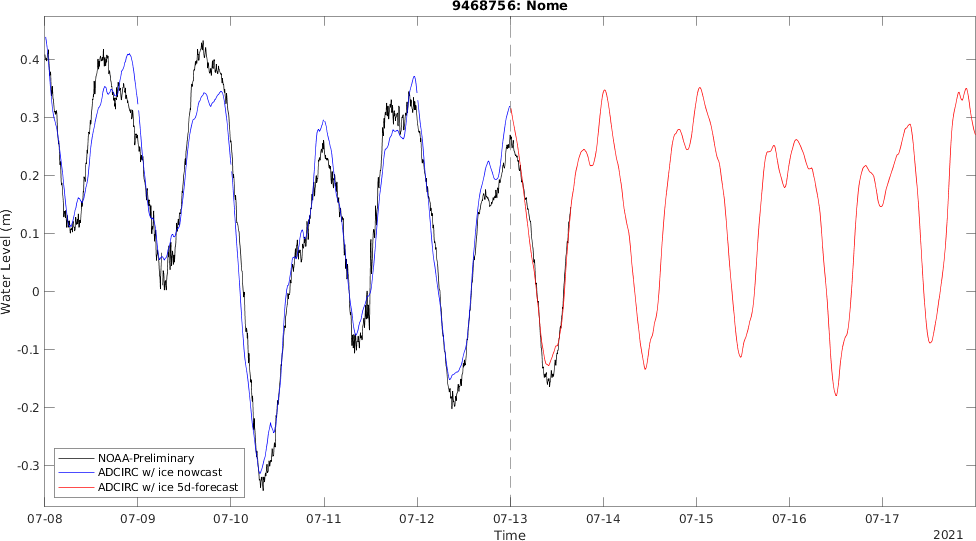 9468756: Nome
Water Level (m)
0.4
0.3
0.2
0.1
0
-0.1
-0.2
-0.3
NOAA-Preliminary
ADCIRC w/ ice nowcast
ADCIRC w/ ice 5d-forecast
07-08 07-09 07-10 07-11 07-12 07-13 07-14 07-15 07-16 07-17
Time
2021